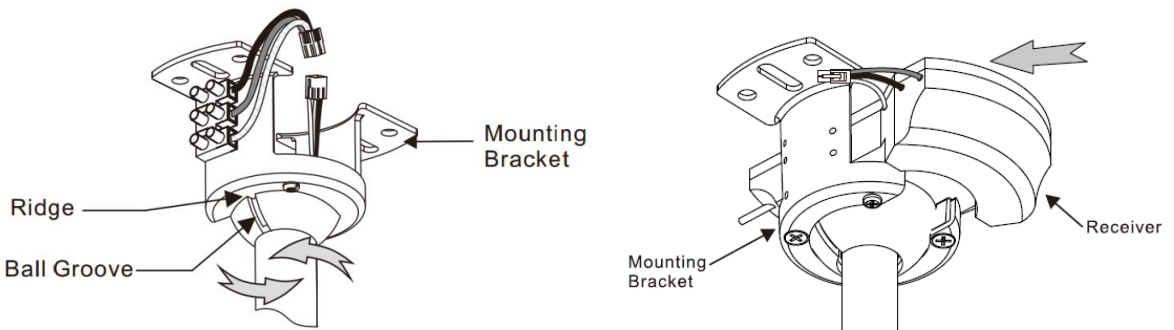 Mounting
Bracket
Ridge
Ball Groove
Mounting
Bracket
Receiver